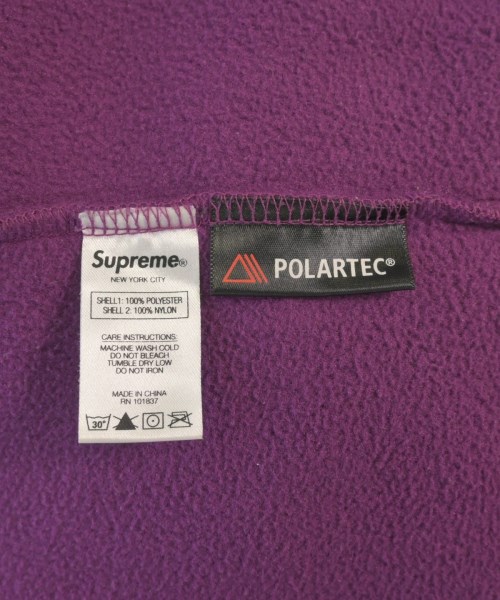 Supreme®
NEW YORK CITY
SHELL1: 100% POLYESTER
SHELL 2: 100% NYLON
CARE INSTRUCTIONS:
MACHINE WASH COLD
DO NOT BLEACH
TUMBLE DRY LOW
DO NOT IRON
MADE IN CHINA
RN 101837
30°
POLARTEC®